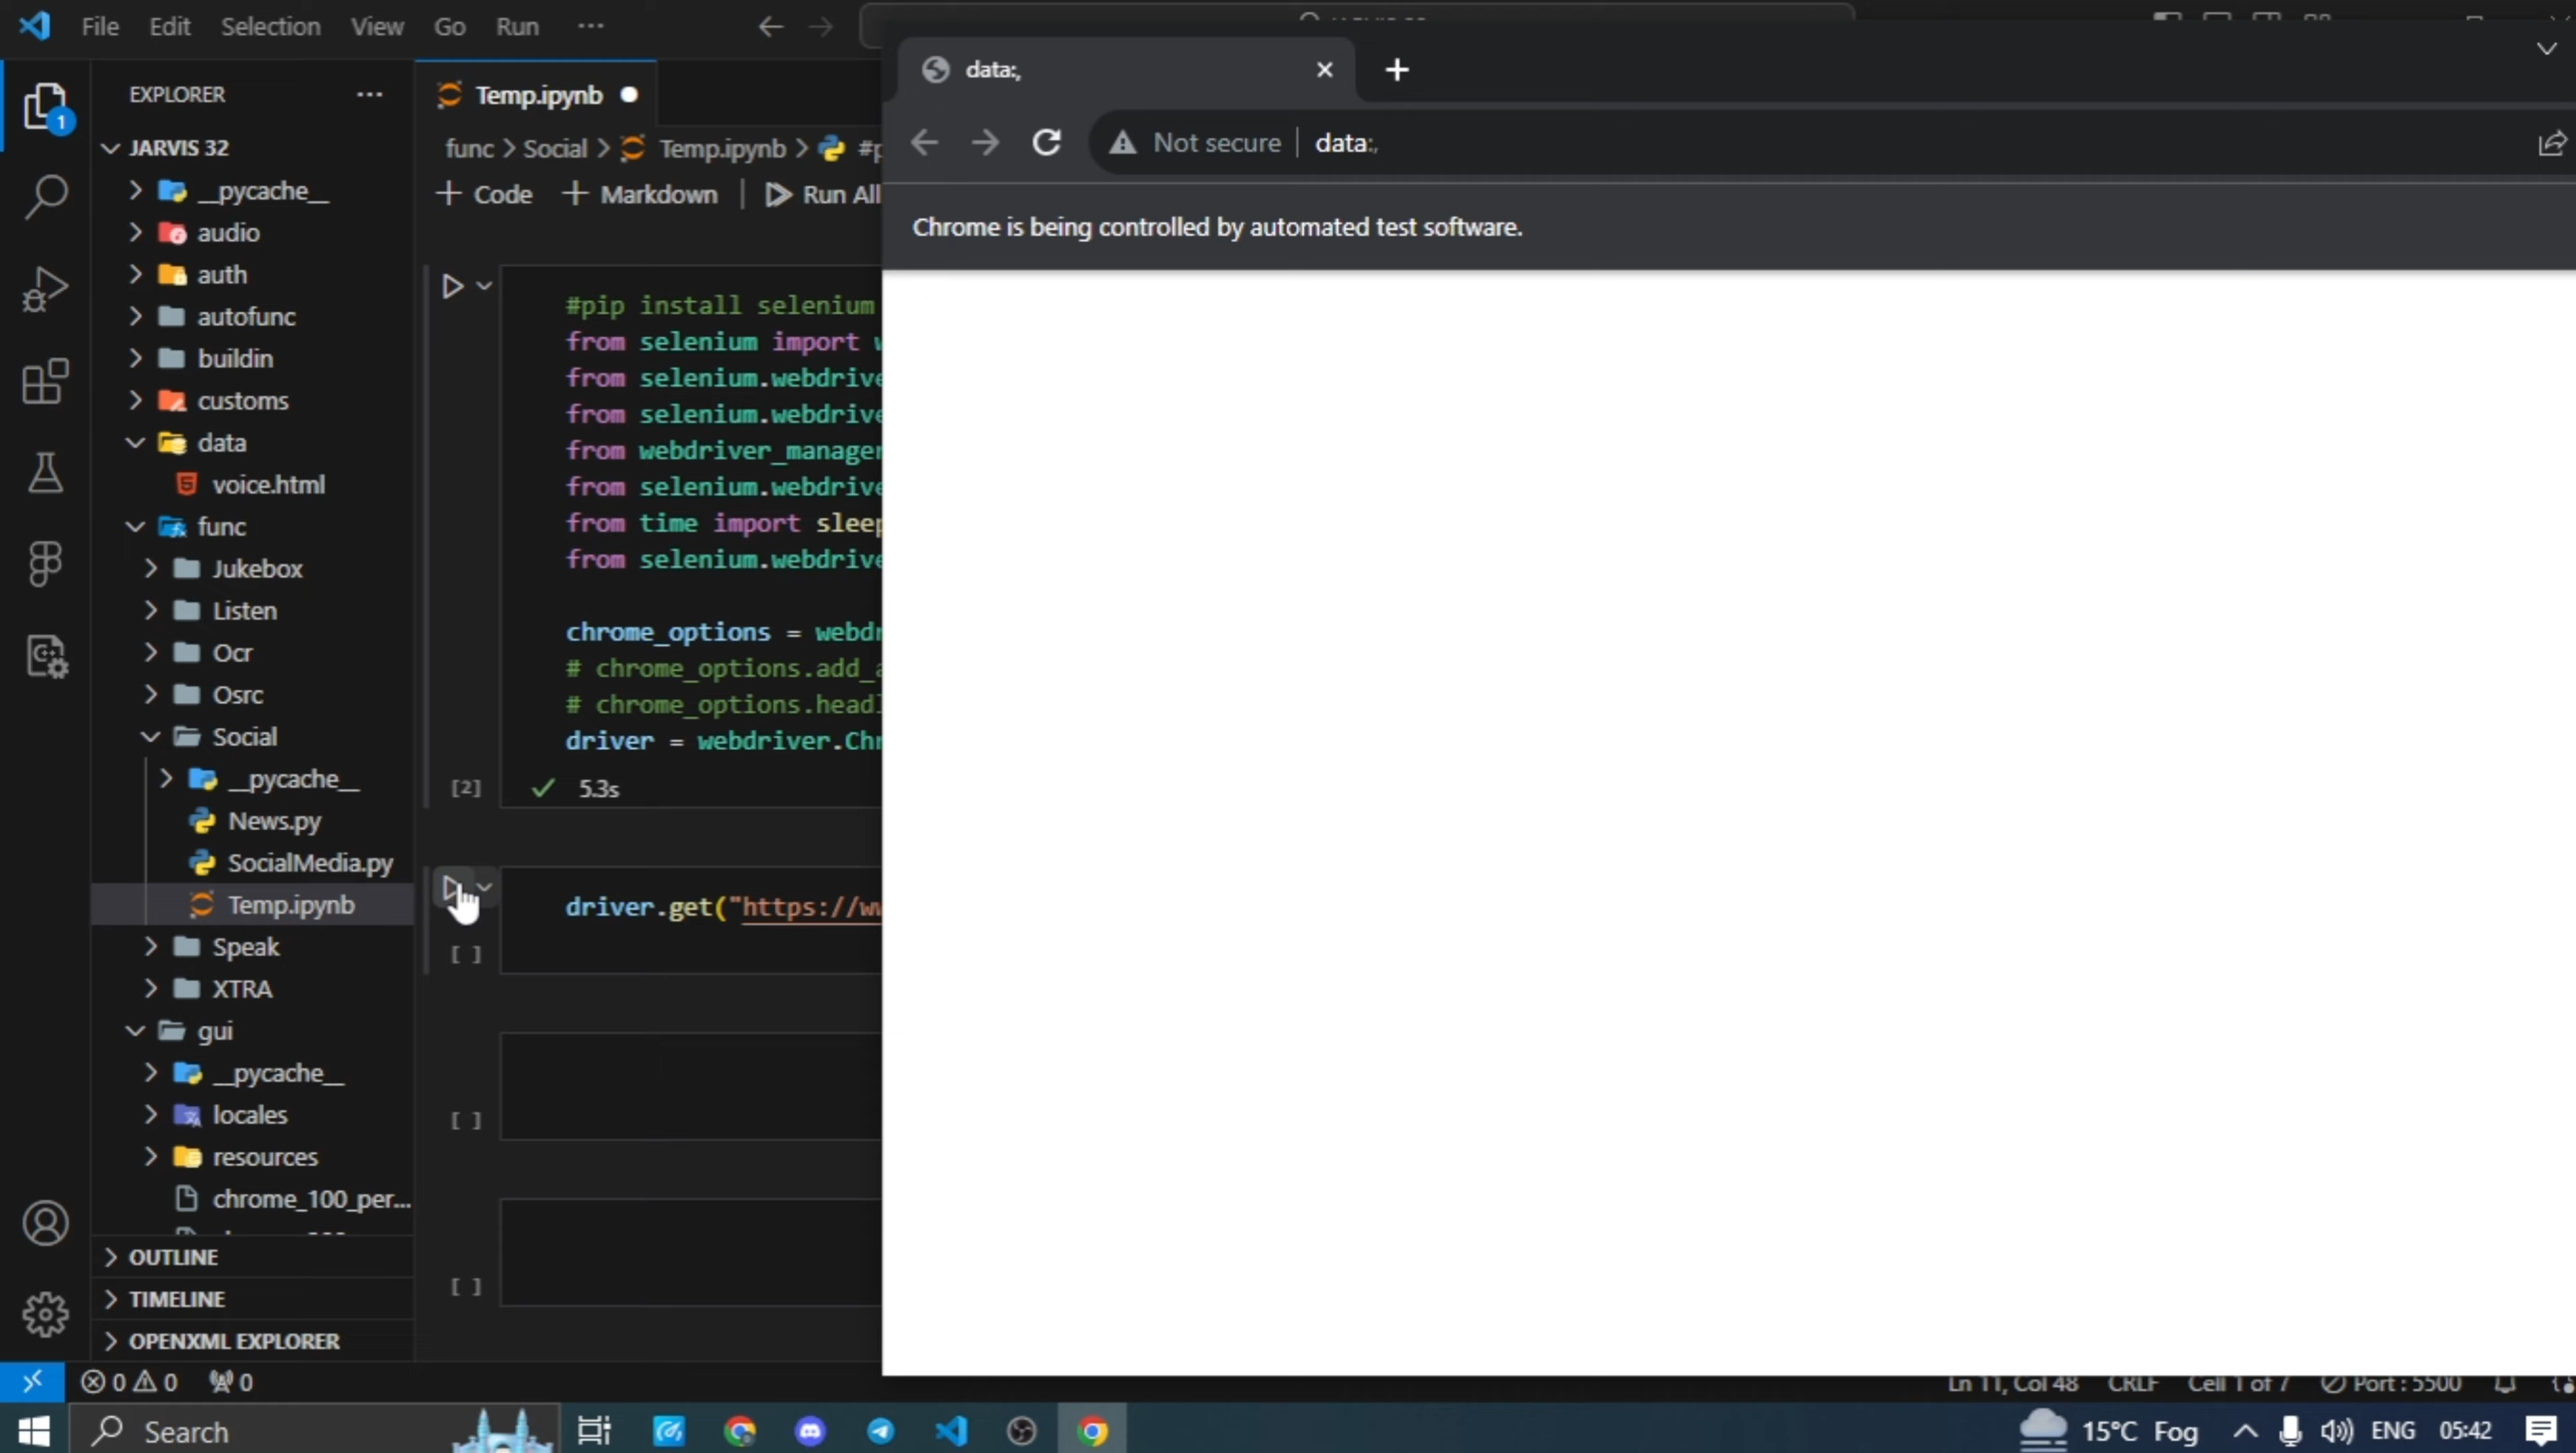 File Edit Selection View Go Run ...
EXPLORER ...
JARVIS 32
__pycache__
audio
auth
autofunc
buildin
customs
data
voice.html
func
Jukebox
Listen
Ocr
Osrc
Social
__pycache__
News.py
SocialMedia.py
Temp.ipynb
Speak
XTRA
gui
__pycache__
locales
resources
chrome_100_per...
OUTLINE
TIMELINE
OPENXML EXPLORER
Temp.ipynb
func > Social > Temp.ipynb > #p
+ Code + Markdown | Run All
#pip install selenium
from selenium import w
from selenium.webdrive
from selenium.webdrive
from webdriver_manager
from selenium.webdrive
from time import sleep
from selenium.webdrive
chrome_options = webdr
# chrome_options.add_a
# chrome_options.headl
driver = webdriver.Chr
[2] 5.3s
driver.get("https://ww
[ ]
[ ]
[ ]
data:,
Not secure | data:,
Chrome is being controlled by automated test software.
0 0 0
Ln 11, Col 48 CRLF Cell 1 of 7 Port : 5500
Search
15°C Fog ENG 05:42